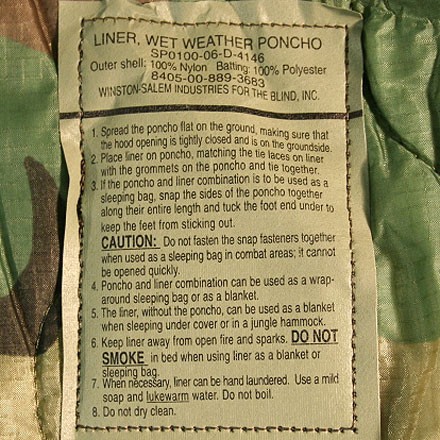 LINER, WET WEATHER PONCHO
SP0100-06-D-4146
Outer shell: 100% Nylon Batting: 100% Polyester
8405-00-889-3683
WINSTON-SALEM INDUSTRIES FOR THE BLIND, INC.
1. Spread the poncho flat on the ground, making sure that
the hood opening is tightly closed and is on the groundside.
2. Place liner on poncho, matching the tie laces on liner
with the grommets on the poncho and tie together.
3. If the poncho and liner combination is to be used as a
sleeping bag, snap the sides of the poncho together
along their entire length and tuck the foot end under to
keep the feet from sticking out.
CAUTION: Do not fasten the snap fasteners together
when used as a sleeping bag in combat areas; it cannot
be opened quickly.
4. Poncho and liner combination can be used as a wrap-
around sleeping bag or as a blanket.
5. The liner, without the poncho, can be used as a blanket
when sleeping under cover or in a jungle hammock.
6. Keep liner away from open fire and sparks. DO NOT
SMOKE in bed when using liner as a blanket or
sleeping bag.
7. When necessary, liner can be hand laundered. Use a mild
soap and lukewarm water. Do not boil.
8. Do not dry clean.